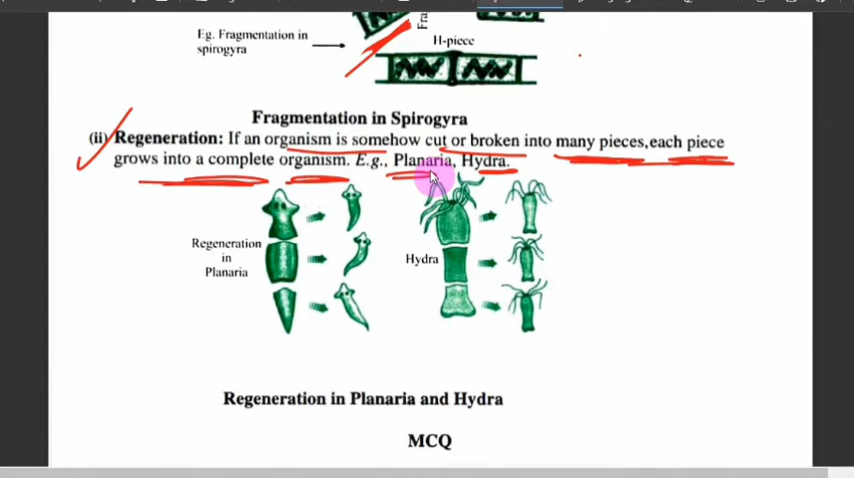 Eg. Fragmentation in
spirogyra
H-piece
Fragmentation in Spirogyra
(ii) Regeneration: If an organism is somehow cut or broken into many pieces,each piece
grows into a complete organism. E.g., Planaria, Hydra.
Regeneration
in
Planaria
Hydra
Regeneration in Planaria and Hydra
MCQ